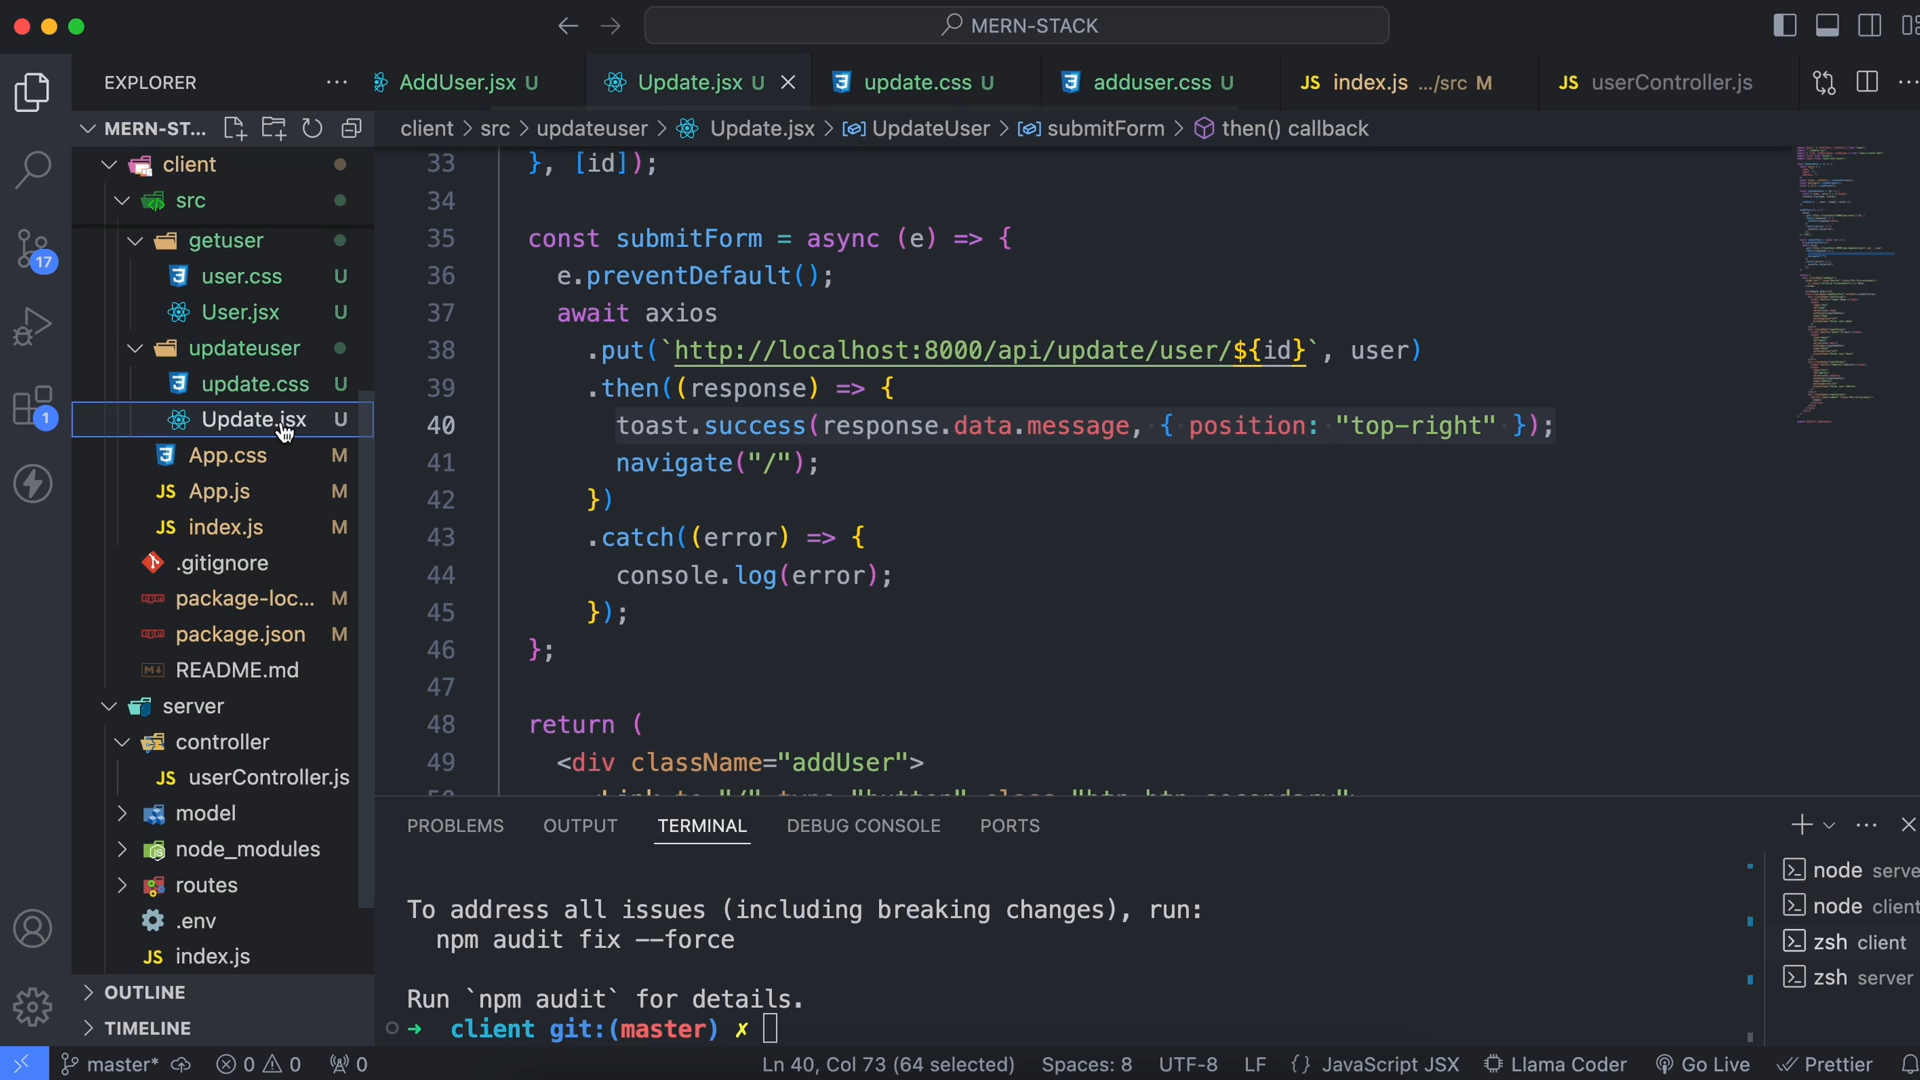 MERN-STACK
EXPLORER
AddUser.jsx U
Update.jsx U
update.css U
adduser.css U
JS index.js .../src M
JS userController.js
MERN-ST...
client > src > updateuser > Update.jsx > UpdateUser > submitForm > then() callback
client
src
getuser
user.css U
User.jsx U
updateuser
update.css U
Update.jsx U
App.css M
JS App.js M
JS index.js M
.gitignore
package-loc... M
package.json M
README.md
server
controller
JS userController.js
model
node_modules
routes
.env
JS index.js
OUTLINE
TIMELINE
17
1
33 }, [id]);
34
35 const submitForm = async (e) => {
36 e.preventDefault();
37 await axios
38 .put(`http://localhost:8000/api/update/user/${id}`, user)
39 .then((response) => {
40 toast.success(response.data.message, { position: "top-right" });
41 navigate("/");
42 })
43 .catch((error) => {
44 console.log(error);
45 });
46 };
47
48 return (
49 <div className="addUser">
PROBLEMS OUTPUT TERMINAL DEBUG CONSOLE PORTS
To address all issues (including breaking changes), run:
npm audit fix --force
Run `npm audit` for details.
→ client git:(master) ✗
node serve
node client
zsh client
zsh server
master* 0 0 0
Ln 40, Col 73 (64 selected) Spaces: 8 UTF-8 LF {} JavaScript JSX Llama Coder Go Live Prettier